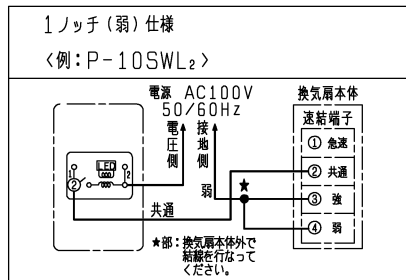 1ノッチ(弱)仕様
〈例:P-10SWL₂〉
電源 AC100V
50/60Hz
換気扇本体
速結端子
電圧側
接地側
① 急速
② 共通
③ 強
④ 弱
LED
1
2
2
弱
★
共通
★部:換気扇本体外で
結線を行なって
ください。